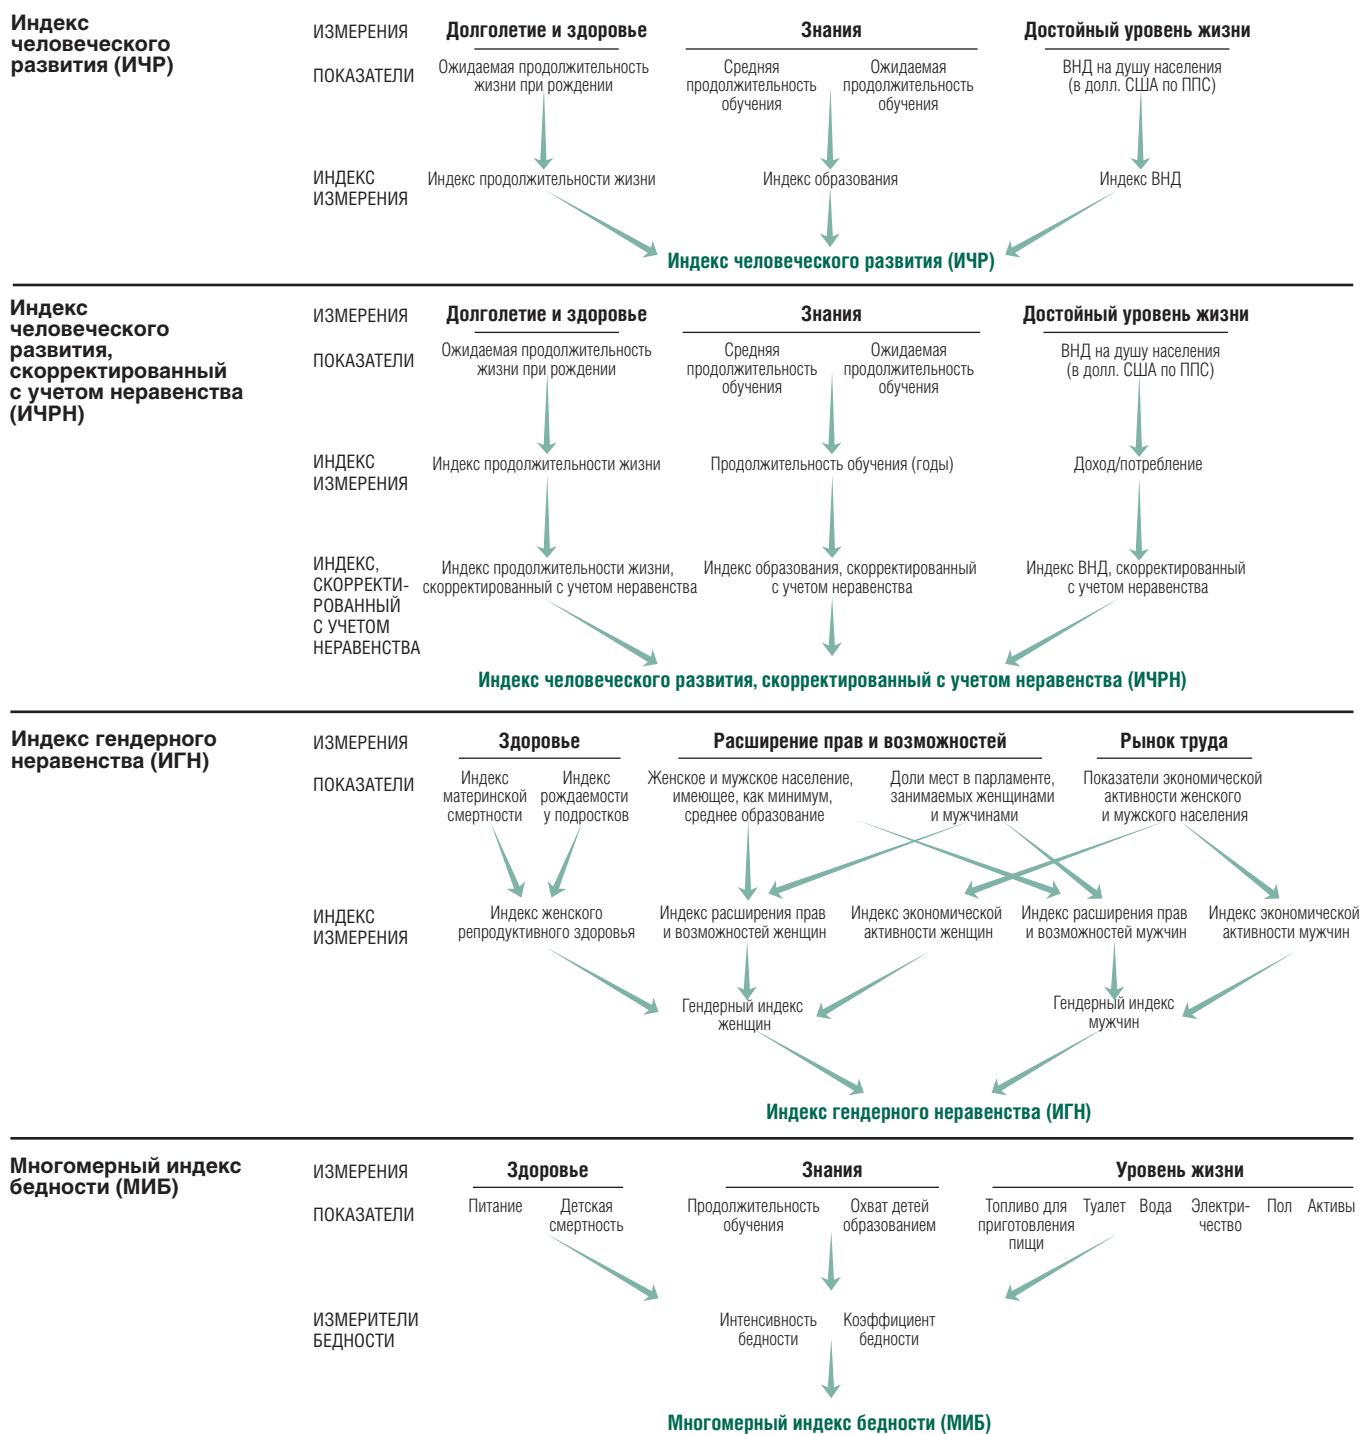 Индекс
человеческого
развития (ИЧР)
ИЗМЕРЕНИЯ
Долголетие и здоровье
Знания
Достойный уровень жизни
ПОКАЗАТЕЛИ
Ожидаемая продолжительность
жизни при рождении
Средняя
продолжительность
обучения
Ожидаемая
продолжительность
обучения
ВНД на душу населения
(в долл. США по ППС)
ИНДЕКС
ИЗМЕРЕНИЯ
Индекс продолжительности жизни
Индекс образования
Индекс ВНД
Индекс человеческого развития (ИЧР)
Индекс
человеческого
развития,
скорректированный
с учетом неравенства
(ИЧРН)
ИЗМЕРЕНИЯ
Долголетие и здоровье
Знания
Достойный уровень жизни
ПОКАЗАТЕЛИ
Ожидаемая продолжительность
жизни при рождении
Средняя
продолжительность
обучения
Ожидаемая
продолжительность
обучения
ВНД на душу населения
(в долл. США по ППС)
ИНДЕКС
ИЗМЕРЕНИЯ
Индекс продолжительности жизни
Продолжительность обучения (годы)
Доход/потребление
ИНДЕКС,
СКОРРЕКТИ-
РОВАННЫЙ
С УЧЕТОМ
НЕРАВЕНСТВА
Индекс продолжительности жизни,
скорректированный с учетом неравенства
Индекс образования, скорректированный
с учетом неравенства
Индекс ВНД, скорректированный
с учетом неравенства
Индекс человеческого развития, скорректированный с учетом неравенства (ИЧРН)
Индекс гендерного
неравенства (ИГН)
ИЗМЕРЕНИЯ
Здоровье
Расширение прав и возможностей
Рынок труда
ПОКАЗАТЕЛИ
Индекс
материнской
смертности
Индекс
рождаемости
у подростков
Женское и мужское население,
имеющее, как минимум,
среднее образование
Доли мест в парламенте,
занимаемых женщинами
и мужчинами
Показатели экономической
активности женского
и мужского населения
ИНДЕКС
ИЗМЕРЕНИЯ
Индекс женского
репродуктивного здоровья
Индекс расширения прав
и возможностей женщин
Индекс экономической
активности женщин
Индекс расширения прав
и возможностей мужчин
Индекс экономической
активности мужчин
Гендерный индекс
женщин
Гендерный индекс
мужчин
Индекс гендерного неравенства (ИГН)
Многомерный индекс
бедности (МИБ)
ИЗМЕРЕНИЯ
Здоровье
Знания
Уровень жизни
ПОКАЗАТЕЛИ
Питание
Детская
смертность
Продолжительность
обучения
Охват детей
образованием
Топливо для
приготовления
пищи
Туалет
Вода
Электри-
чество
Пол
Активы
ИЗМЕРИТЕЛИ
БЕДНОСТИ
Интенсивность
бедности
Коэффициент
бедности
Многомерный индекс бедности (МИБ)